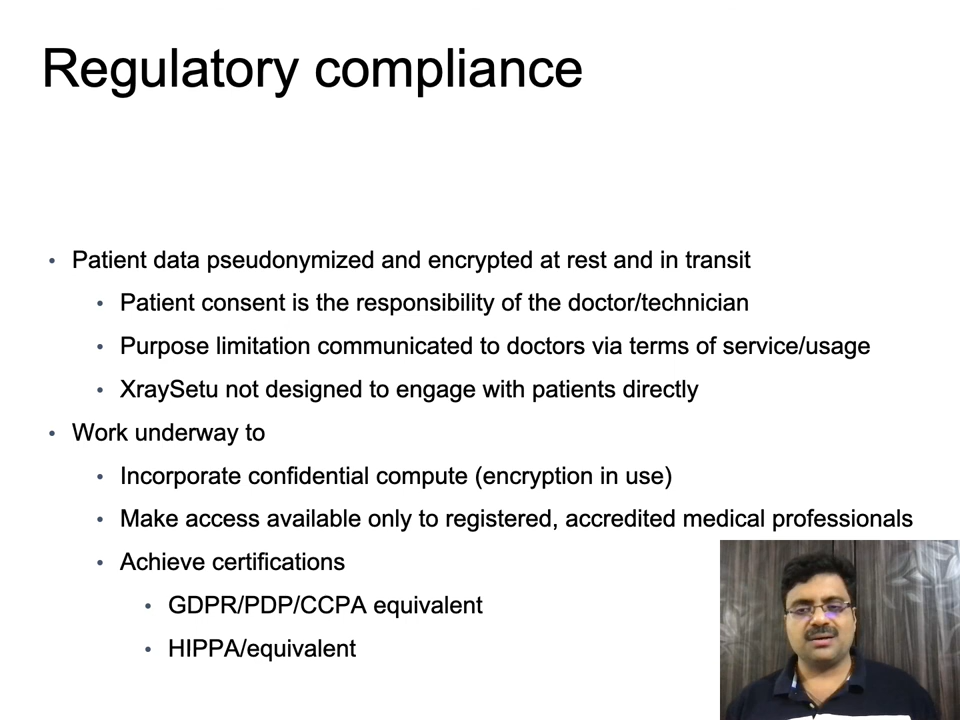 Regulatory compliance
• Patient data pseudonymized and encrypted at rest and in transit
• Patient consent is the responsibility of the doctor/technician
• Purpose limitation communicated to doctors via terms of service/usage
• XraySetu not designed to engage with patients directly
• Work underway to
• Incorporate confidential compute (encryption in use)
• Make access available only to registered, accredited medical professionals
• Achieve certifications
• GDPR/PDP/CCPA equivalent
• HIPPA/equivalent